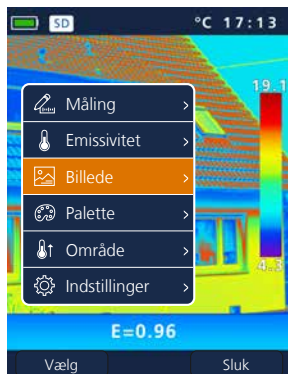 SD °C 17:13
19.1
Måling
Emissivitet
Billede
Palette
Område
Indstillinger
4.3
E=0.96
Vælg Sluk